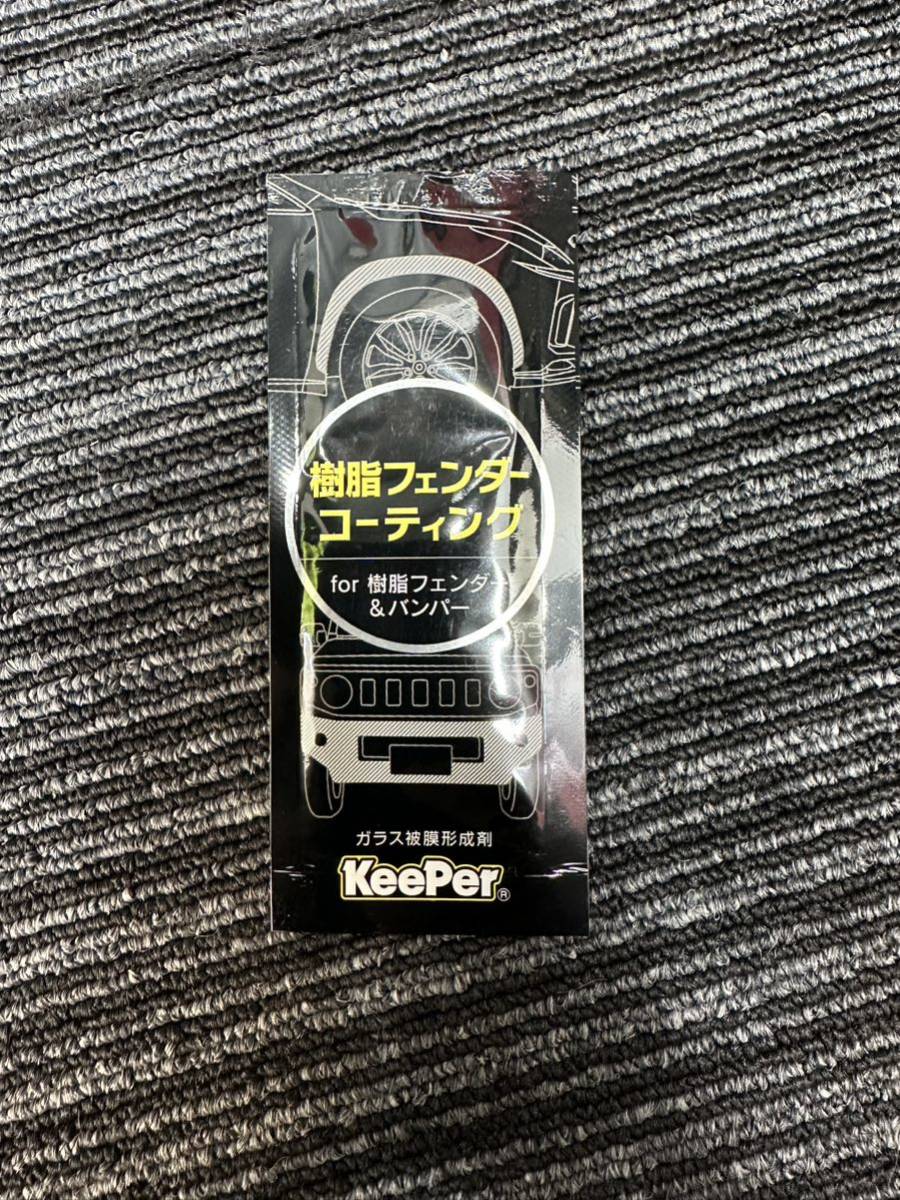 樹脂フェンダー
コーティング
for 樹脂フェンダー
&バンパー
ガラス被膜形成剤
KeePer®